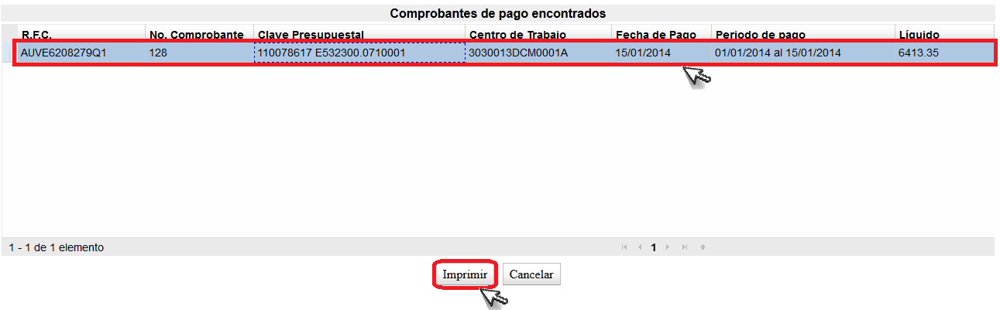 Comprobantes de pago encontrados
R.F.C. No. Comprobante Clave Presupuestal Centro de Trabajo Fecha de Pago Periodo de pago Líquido
AUVE6208279Q1 128 110078617 E532300.0710001 3030013DCM0001A 15/01/2014 01/01/2014 al 15/01/2014 6413.35
1 - 1 de 1 elemento 1
Imprimir Cancelar